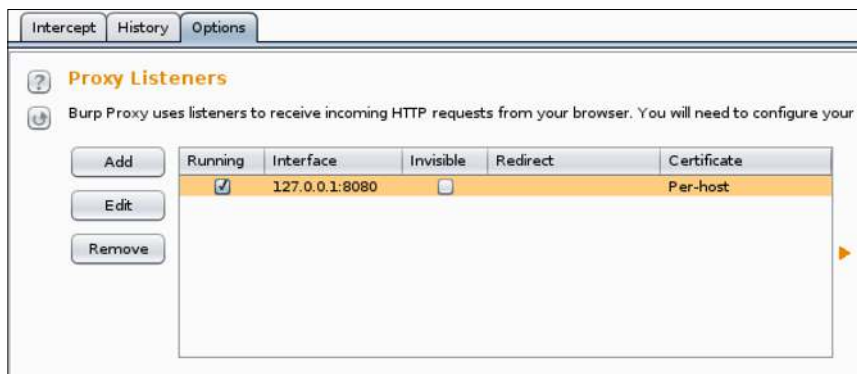 Intercept History Options
Proxy Listeners
Burp Proxy uses listeners to receive incoming HTTP requests from your browser. You will need to configure your
Add
Edit
Remove
Running Interface Invisible Redirect Certificate
127.0.0.1:8080 Per-host